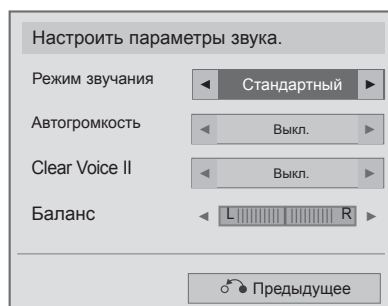 Настроить параметры звука.
Режим звучания ◄ Стандартный ►
Автогромкость ◄ Выкл. ►
Clear Voice II ◄ Выкл. ►
Баланс ◄ L R ►
Предыдущее